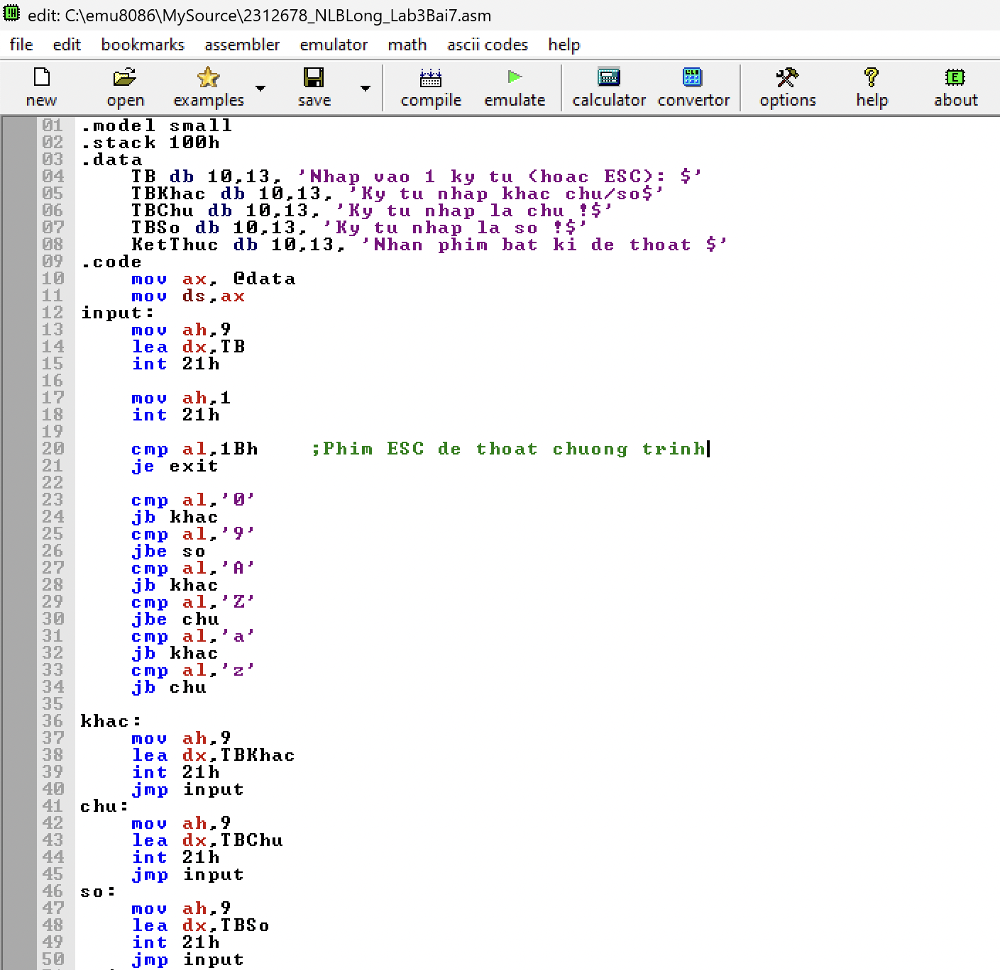 edit: C:\emu8086\MySource\2312678_NLBLong_Lab3Bai7.asm
file edit bookmarks assembler emulator math ascii codes help
new open examples save compile emulate calculator convertor options help about
01 .model small
02 .stack 100h
03 .data
04     TB db 10,13, 'Nhap vao 1 ky tu (hoac ESC): $'
05     TBKhac db 10,13, 'Ky tu nhap khac chu/so$'
06     TBChu db 10,13, 'Ky tu nhap la chu !$'
07     TBSo db 10,13, 'Ky tu nhap la so !$'
08     KetThuc db 10,13, 'Nhan phim bat ki de thoat $'
09 .code
10     mov ax, @data
11     mov ds,ax
12 input:
13     mov ah,9
14     lea dx,TB
15     int 21h
16
17     mov ah,1
18     int 21h
19
20     cmp al,1Bh    ;Phim ESC de thoat chuong trinh
21     je exit
22
23     cmp al,'0'
24     jb khac
25     cmp al,'9'
26     jbe so
27     cmp al,'A'
28     jb khac
29     cmp al,'Z'
30     jbe chu
31     cmp al,'a'
32     jb khac
33     cmp al,'z'
34     jb chu
35
36 khac:
37     mov ah,9
38     lea dx,TBKhac
39     int 21h
40     jmp input
41 chu:
42     mov ah,9
43     lea dx,TBChu
44     int 21h
45     jmp input
46 so:
47     mov ah,9
48     lea dx,TBSo
49     int 21h
50     jmp input